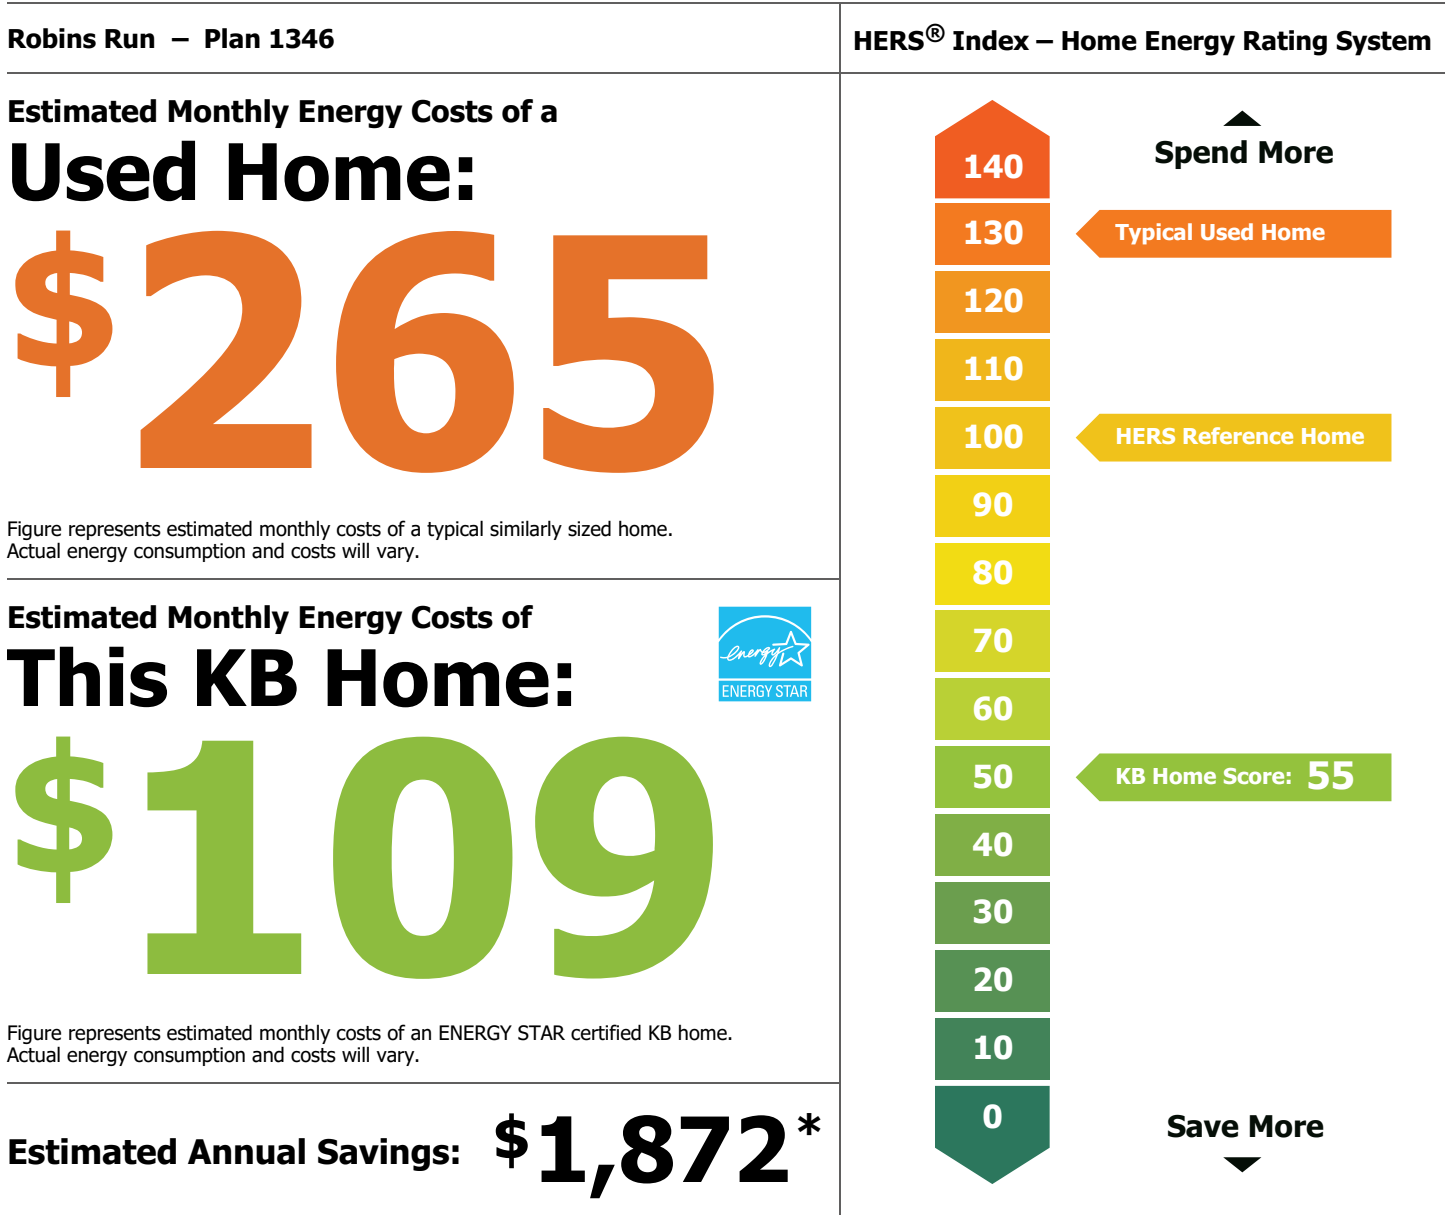 Robins Run – Plan 1346
Estimated Monthly Energy Costs of a
Used Home:
$265
Figure represents estimated monthly costs of a typical similarly sized home.
Actual energy consumption and costs will vary.
Estimated Monthly Energy Costs of
This KB Home:
energy
ENERGY STAR
$109
Figure represents estimated monthly costs of an ENERGY STAR certified KB home.
Actual energy consumption and costs will vary.
Estimated Annual Savings: $1,872*
HERS® Index – Home Energy Rating System
Spend More
140
130 Typical Used Home
120
110
100 HERS Reference Home
90
80
70
60
50 KB Home Score: 55
40
30
20
10
0
Save More